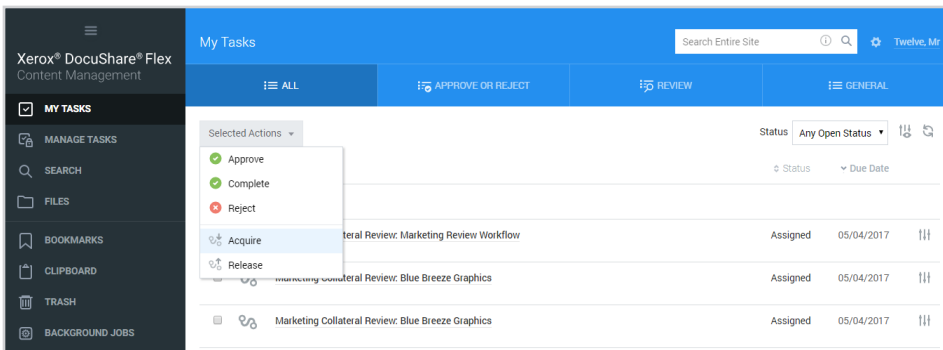 Xerox® DocuShare® Flex
Content Management
MY TASKS
MANAGE TASKS
SEARCH
FILES
BOOKMARKS
CLIPBOARD
TRASH
BACKGROUND JOBS
My Tasks
Search Entire Site
Twelve, Mr
ALL
APPROVE OR REJECT
REVIEW
GENERAL
Selected Actions
Status Any Open Status
Approve
Complete
Reject
Acquire
Release
Status Due Date
teral Review: Marketing Review Workflow Assigned 05/04/2017
Marketing Collateral Review: Blue Breeze Graphics Assigned 05/04/2017
Marketing Collateral Review: Blue Breeze Graphics Assigned 05/04/2017